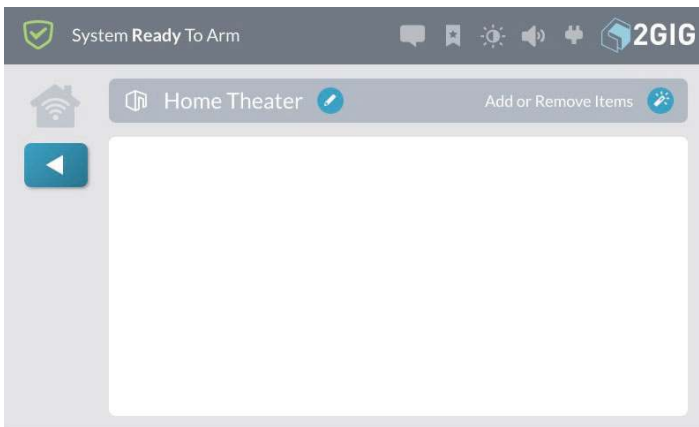 System Ready To Arm
2GIG
Home Theater
Add or Remove Items